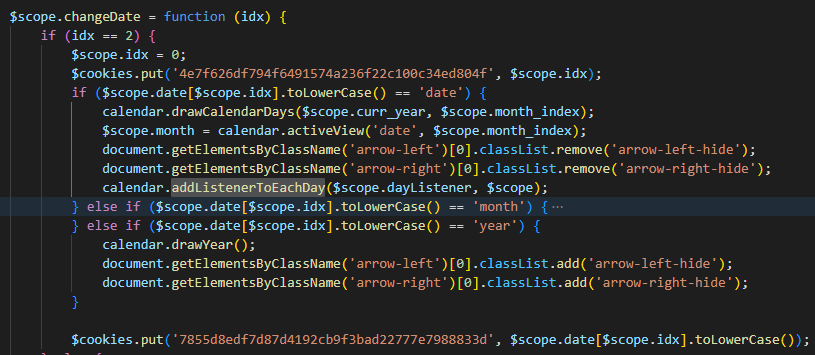 $scope.changeDate = function (idx) {
if (idx == 2) {
$scope.idx = 0;
$cookies.put('4e7f626df794f6491574a236f22c100c34ed804f', $scope.idx);
if ($scope.date[$scope.idx].toLowerCase() == 'date') {
calendar.drawCalendarDays($scope.curr_year, $scope.month_index);
$scope.month = calendar.activeView('date', $scope.month_index);
document.getElementsByClassName('arrow-left')[0].classList.remove('arrow-left-hide');
document.getElementsByClassName('arrow-right')[0].classList.remove('arrow-right-hide');
calendar.addListenerToEachDay($scope.dayListener, $scope);
} else if ($scope.date[$scope.idx].toLowerCase() == 'month') { ···
} else if ($scope.date[$scope.idx].toLowerCase() == 'year') {
calendar.drawYear();
document.getElementsByClassName('arrow-left')[0].classList.add('arrow-left-hide');
document.getElementsByClassName('arrow-right')[0].classList.add('arrow-right-hide');
}
$cookies.put('7855d8edf7d87d4192cb9f3bad22777e7988833d', $scope.date[$scope.idx].toLowerCase());